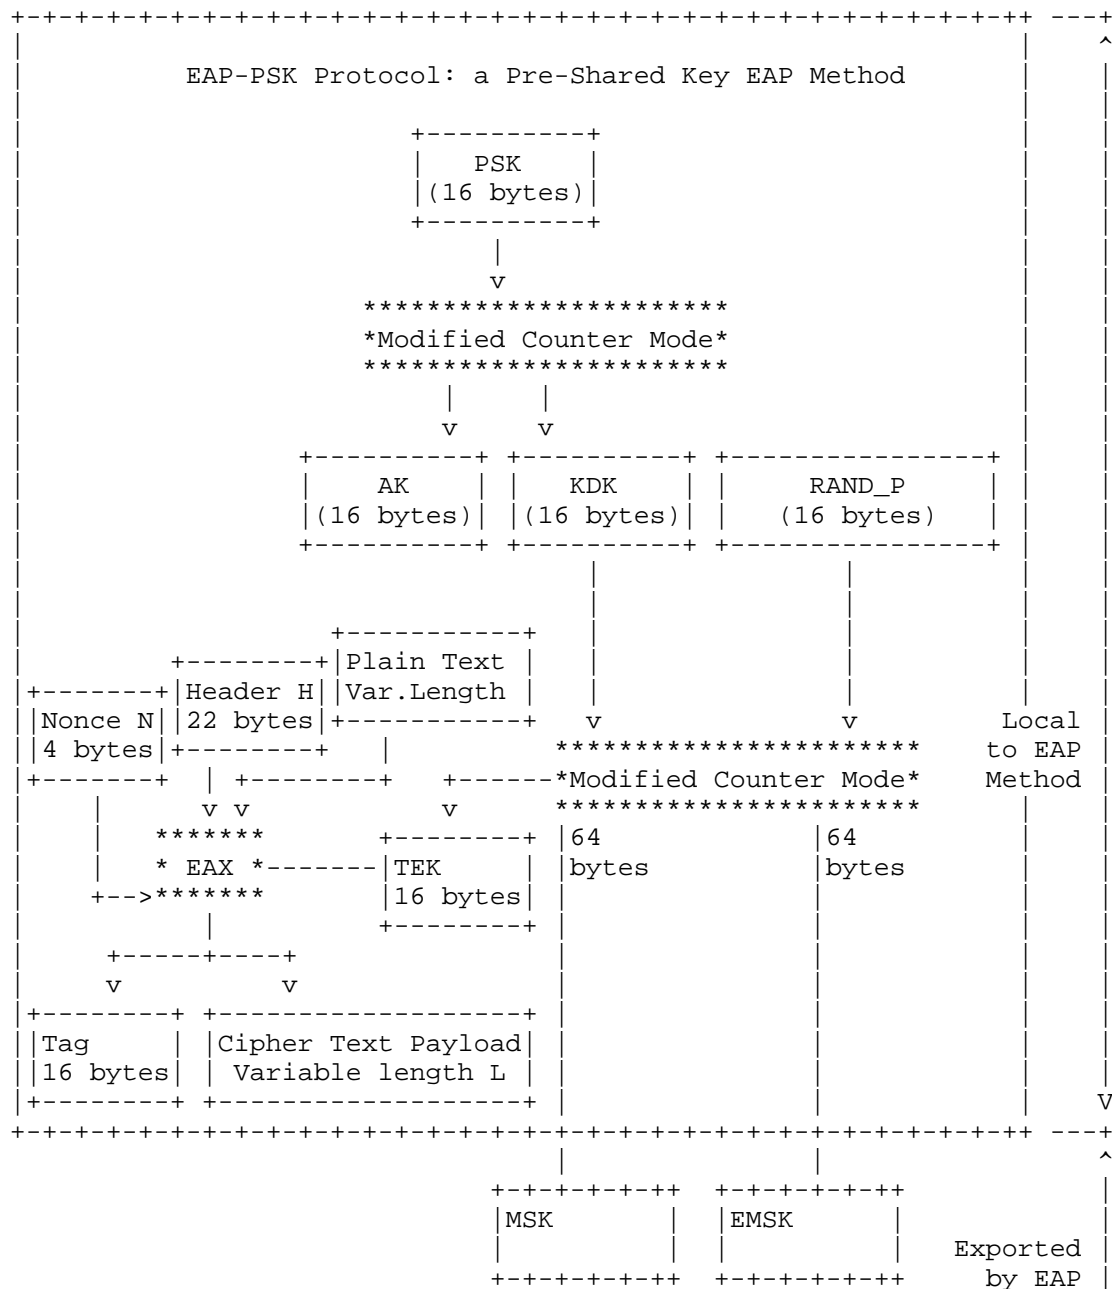 EAP-PSK Protocol: a Pre-Shared Key EAP Method
PSK
(16 bytes)
*Modified Counter Mode*
AK KDK RAND_P
(16 bytes) (16 bytes) (16 bytes)
Plain Text
Header H Var.Length
Nonce N 22 bytes Local
4 bytes to EAP
*Modified Counter Mode* Method
64 64
* EAX * TEK bytes bytes
16 bytes
Tag Cipher Text Payload
16 bytes Variable length L
MSK EMSK
Exported
by EAP